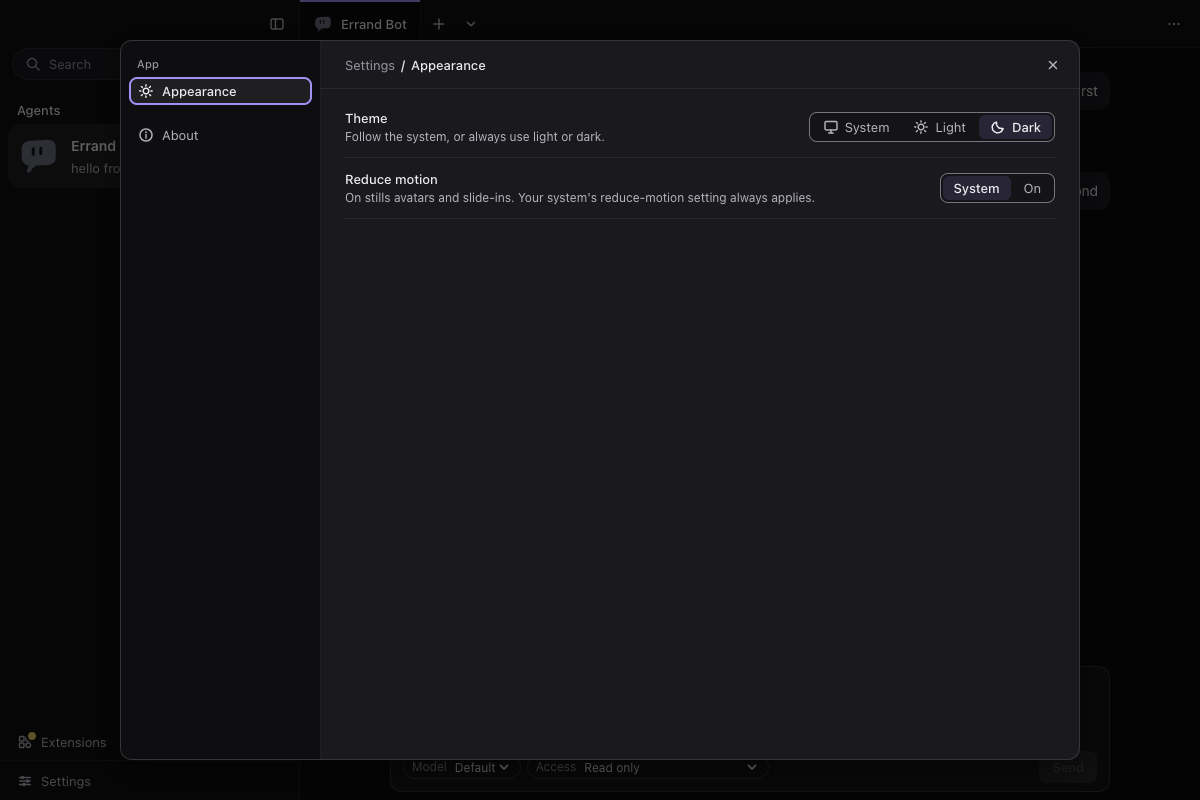 Errand Bot
Search
Agents
Errand
hello fro
Extensions
Settings
App
Appearance
About
Settings / Appearance
Theme
Follow the system, or always use light or dark.
System
Light
Dark
Reduce motion
On stills avatars and slide-ins. Your system's reduce-motion setting always applies.
System
On
rst
ond
Model Default
Access Read only
Send